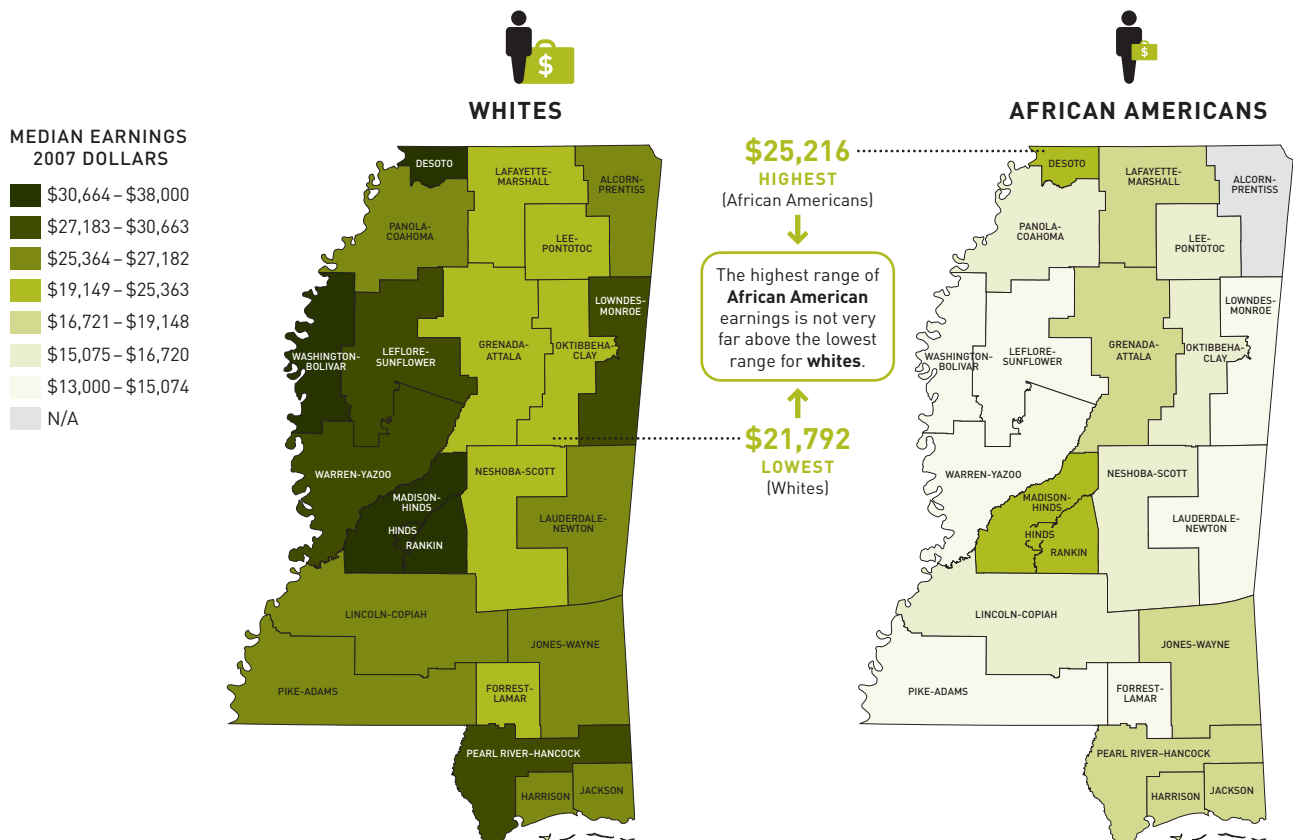 $
WHITES
$
AFRICAN AMERICANS
MEDIAN EARNINGS
2007 DOLLARS
$30,664 – $38,000
$27,183 – $30,663
$25,364 – $27,182
$19,149 – $25,363
$16,721 – $19,148
$15,075 – $16,720
$13,000 – $15,074
N/A
DESOTO
LAFAYETTE-
MARSHALL
ALCORN-
PRENTISS
PANOLA-
COAHOMA
LEE-
PONTOTOC
LOWNDES-
MONROE
WASHINGTON-
BOLIVAR
LEFLORE-
SUNFLOWER
GRENADA-
ATTALA
OKTIBBEHA-
CLAY
WARREN-YAZOO
NESHOBA-SCOTT
MADISON-
HINDS
HINDS
RANKIN
LAUDERDALE-
NEWTON
LINCOLN-COPIAH
JONES-WAYNE
PIKE-ADAMS
FORREST-
LAMAR
PEARL RIVER–HANCOCK
HARRISON
JACKSON
$25,216
HIGHEST
(African Americans)
The highest range of
African American
earnings is not very
far above the lowest
range for whites.
$21,792
LOWEST
(Whites)
DESOTO
LAFAYETTE-
MARSHALL
ALCORN-
PRENTISS
PANOLA-
COAHOMA
LEE-
PONTOTOC
LOWNDES-
MONROE
WASHINGTON-
BOLIVAR
LEFLORE-
SUNFLOWER
GRENADA-
ATTALA
OKTIBBEHA-
CLAY
WARREN-YAZOO
NESHOBA-SCOTT
MADISON-
HINDS
HINDS
RANKIN
LAUDERDALE-
NEWTON
LINCOLN-COPIAH
JONES-WAYNE
PIKE-ADAMS
FORREST-
LAMAR
PEARL RIVER–HANCOCK
HARRISON
JACKSON